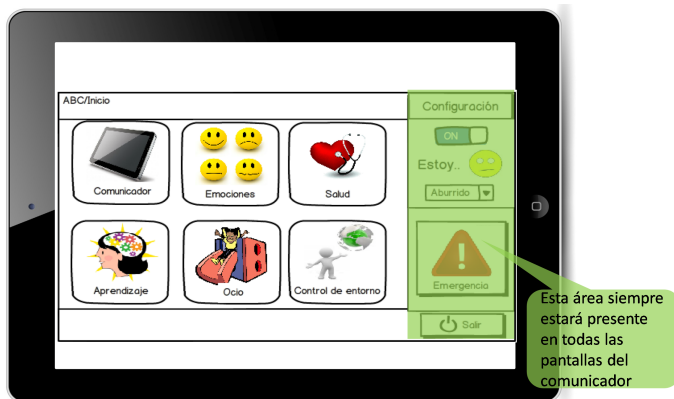 ABC/Inicio
Configuración
ON
Estoy..
Aburrido
Comunicador
Emociones
Salud
Aprendizaje
Ocio
Control de entorno
Emergencia
Salir
Esta área siempre
estará presente
en todas las
pantallas del
comunicador